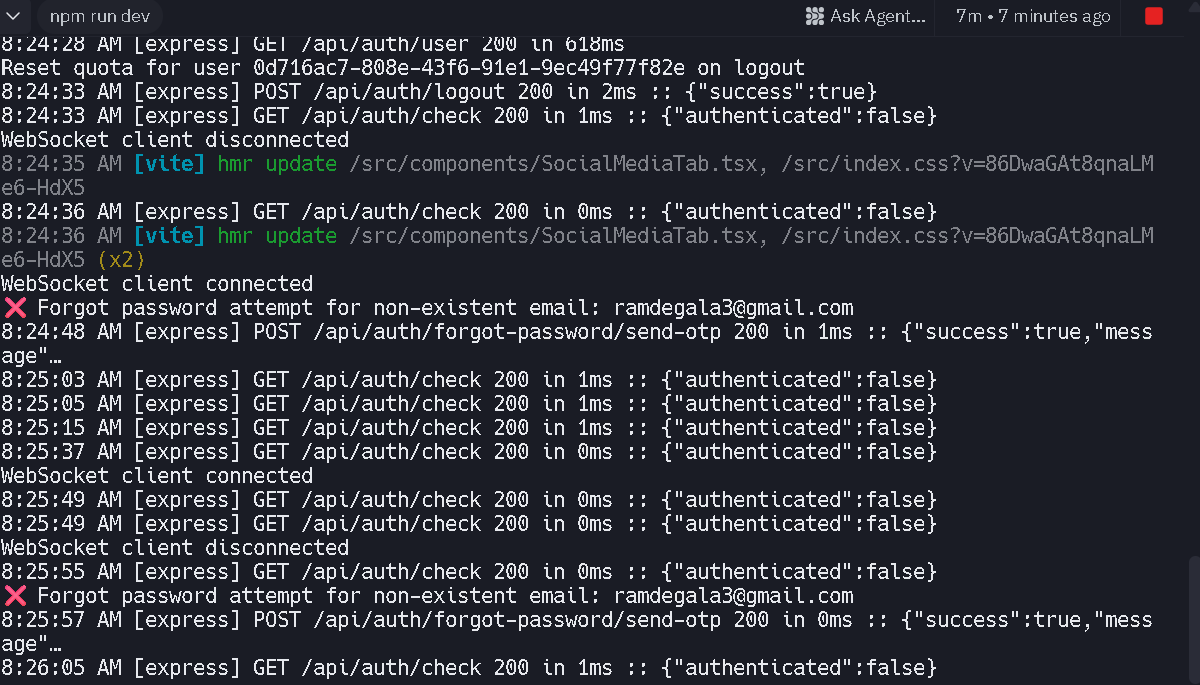 npm run dev
Ask Agent... 7m • 7 minutes ago
8:24:28 AM [express] GET /api/auth/user 200 in 618ms
Reset quota for user 0d716ac7-808e-43f6-91e1-9ec49f77f82e on logout
8:24:33 AM [express] POST /api/auth/logout 200 in 2ms :: {"success":true}
8:24:33 AM [express] GET /api/auth/check 200 in 1ms :: {"authenticated":false}
WebSocket client disconnected
8:24:35 AM [vite] hmr update /src/components/SocialMediaTab.tsx, /src/index.css?v=86DwaGAt8qnaLM
e6-HdX5
8:24:36 AM [express] GET /api/auth/check 200 in 0ms :: {"authenticated":false}
8:24:36 AM [vite] hmr update /src/components/SocialMediaTab.tsx, /src/index.css?v=86DwaGAt8qnaLM
e6-HdX5 (x2)
WebSocket client connected
❌ Forgot password attempt for non-existent email: ramdegala3@gmail.com
8:24:48 AM [express] POST /api/auth/forgot-password/send-otp 200 in 1ms :: {"success":true,"mess
age"…
8:25:03 AM [express] GET /api/auth/check 200 in 1ms :: {"authenticated":false}
8:25:05 AM [express] GET /api/auth/check 200 in 1ms :: {"authenticated":false}
8:25:15 AM [express] GET /api/auth/check 200 in 1ms :: {"authenticated":false}
8:25:37 AM [express] GET /api/auth/check 200 in 0ms :: {"authenticated":false}
WebSocket client connected
8:25:49 AM [express] GET /api/auth/check 200 in 0ms :: {"authenticated":false}
8:25:49 AM [express] GET /api/auth/check 200 in 0ms :: {"authenticated":false}
WebSocket client disconnected
8:25:55 AM [express] GET /api/auth/check 200 in 0ms :: {"authenticated":false}
❌ Forgot password attempt for non-existent email: ramdegala3@gmail.com
8:25:57 AM [express] POST /api/auth/forgot-password/send-otp 200 in 0ms :: {"success":true,"mess
age"…
8:26:05 AM [express] GET /api/auth/check 200 in 1ms :: {"authenticated":false}